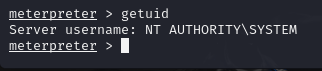 meterpreter > getuid
Server username: NT AUTHORITY\SYSTEM
meterpreter >